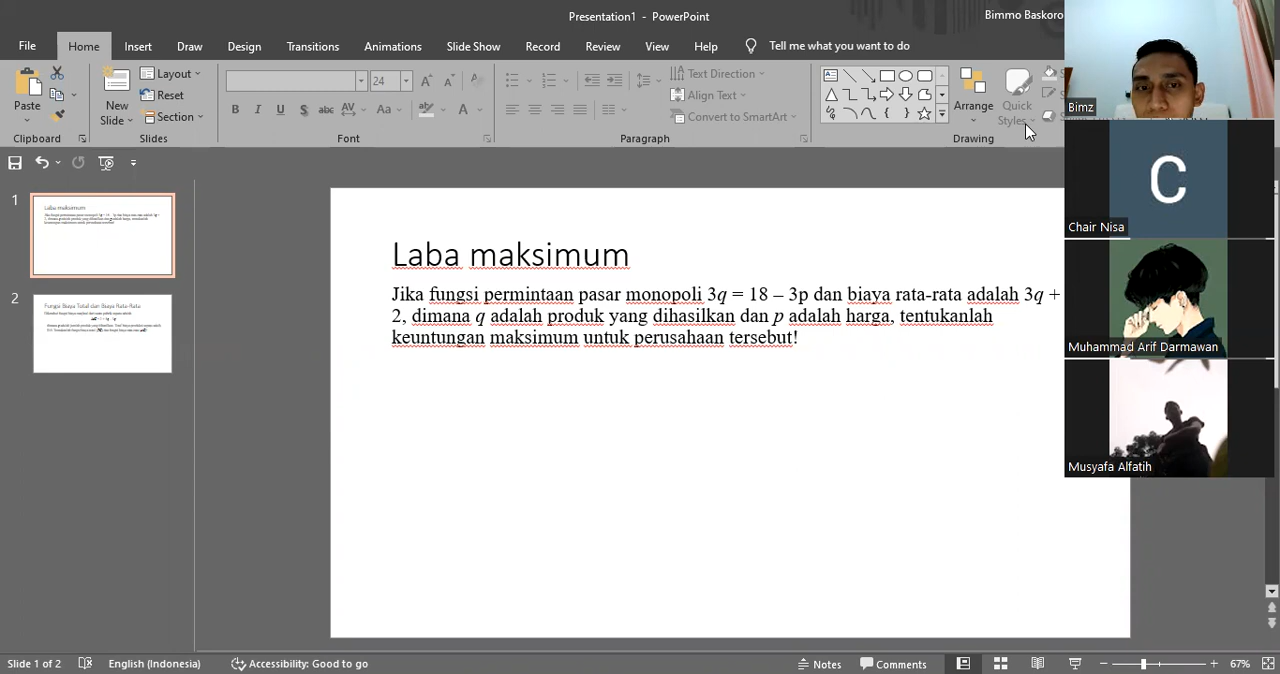 Presentation1 - PowerPoint
Bimmo Baskoro
File Home Insert Draw Design Transitions Animations Slide Show Record Review View Help Tell me what you want to do
Paste
Clipboard
New
Slide
Layout
Reset
Section
Slides
24
B I U S abc AV Aa A
Font
Text Direction
Align Text
Convert to SmartArt
Paragraph
Arrange
Quick
Styles
Drawing
Bimz
C
Chair Nisa
Muhammad Arif Darmawan
Musyafa Alfatih
1
Laba maksimum
2
Fungsi Biaya Total dan Biaya Rata-Rata
Laba maksimum
Jika fungsi permintaan pasar monopoli 3q = 18 – 3p dan biaya rata-rata adalah 3q +
2, dimana q adalah produk yang dihasilkan dan p adalah harga, tentukanlah
keuntungan maksimum untuk perusahaan tersebut!
Slide 1 of 2 English (Indonesia) Accessibility: Good to go Notes Comments 67%